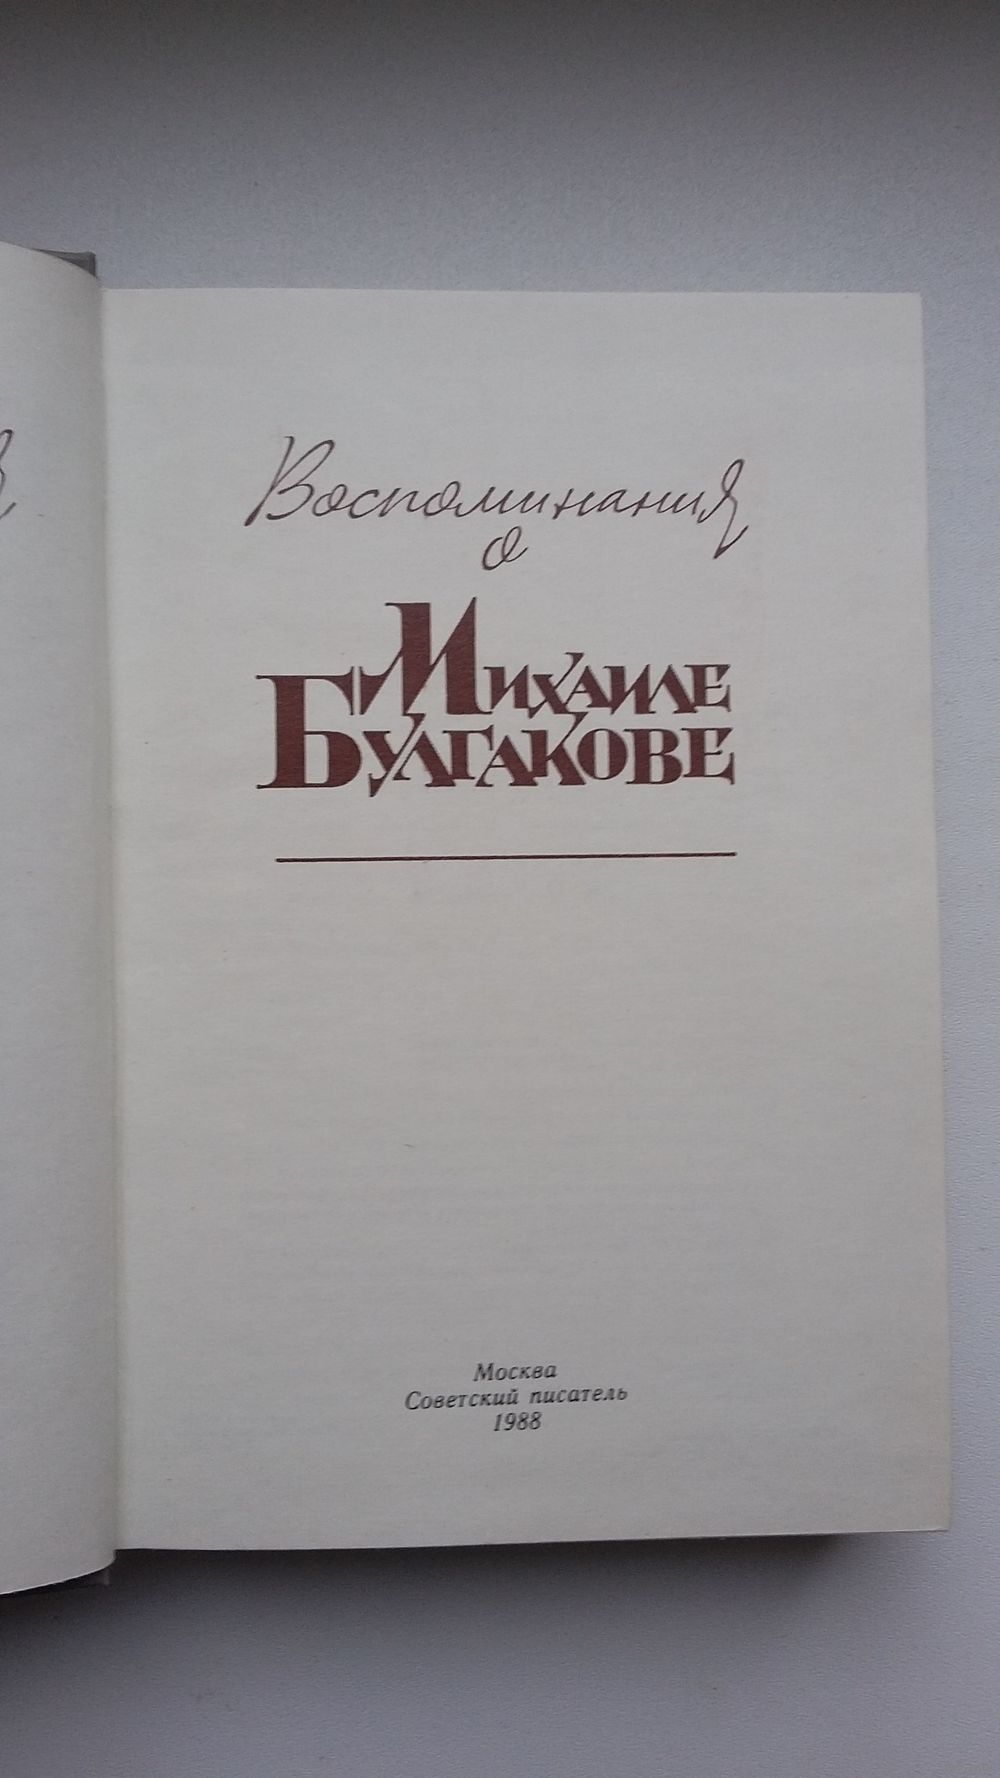 Воспоминания
о
Михаиле
Булгакове
Москва
Советский писатель
1988